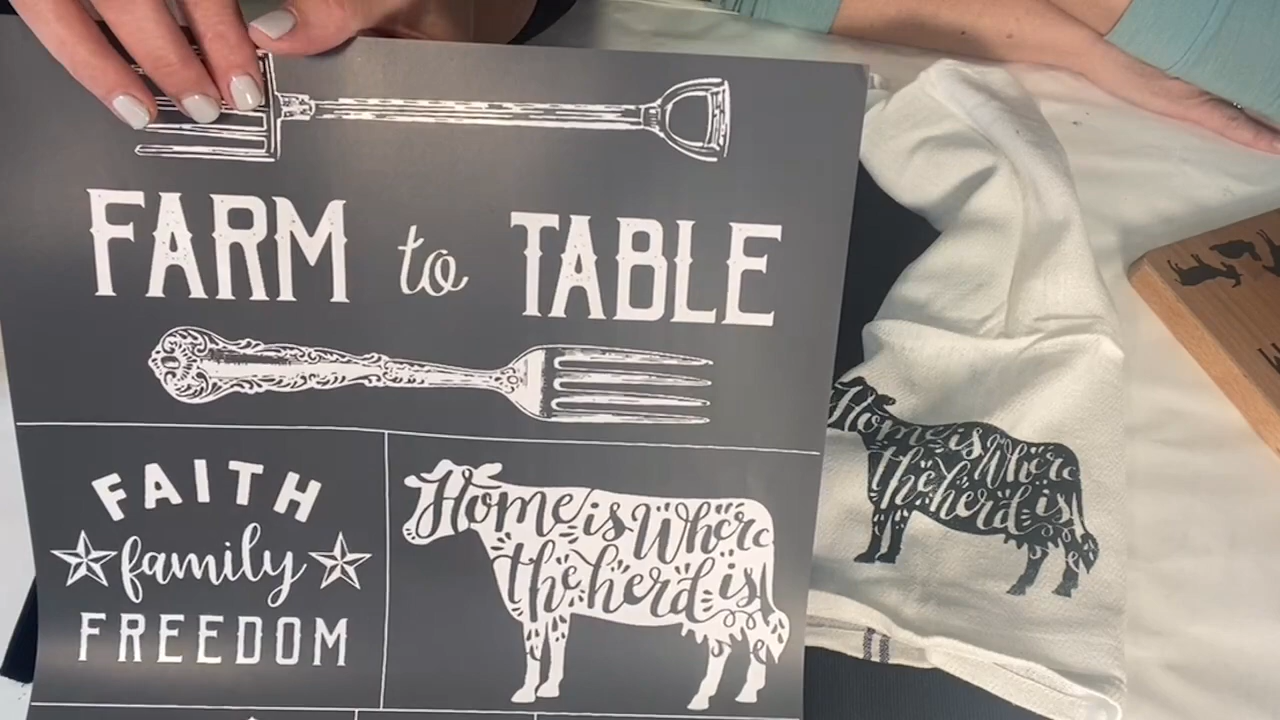 FARM to TABLE
FAITH
family
FREEDOM
Home is Where
the herd is
Home is Where
the herd is